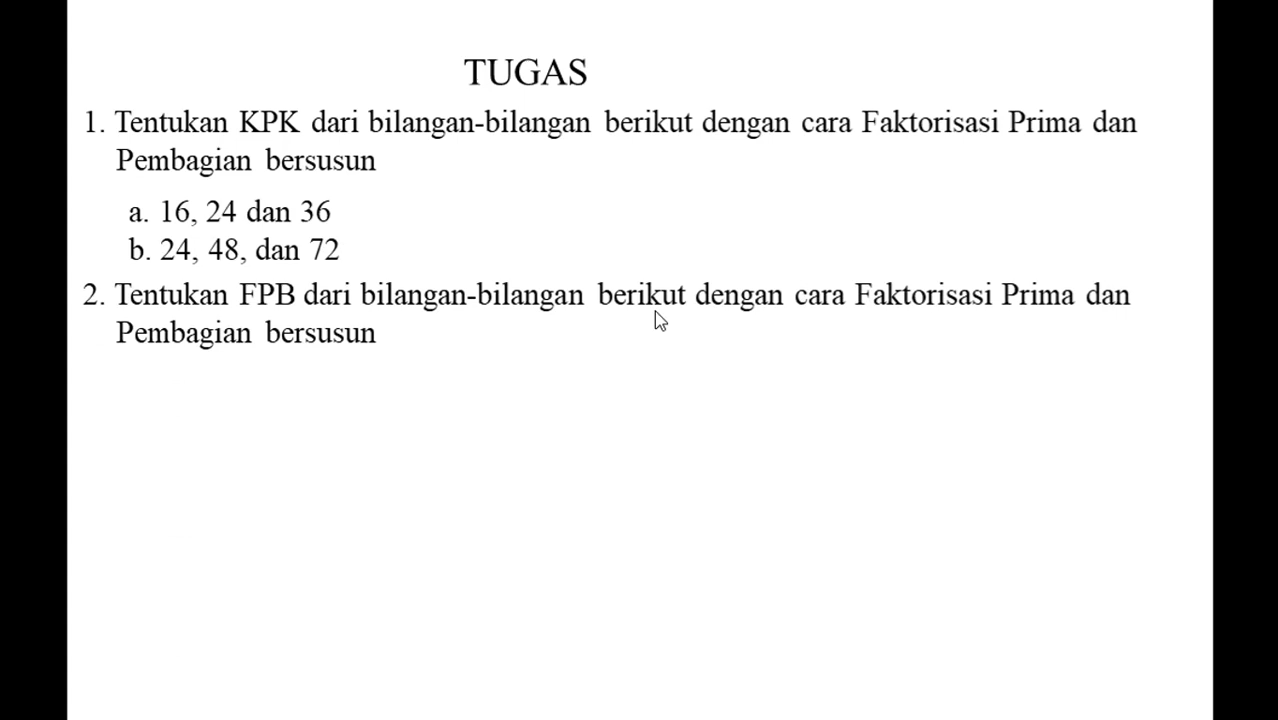 TUGAS
1. Tentukan KPK dari bilangan-bilangan berikut dengan cara Faktorisasi Prima dan
Pembagian bersusun
a. 16, 24 dan 36
b. 24, 48, dan 72
2. Tentukan FPB dari bilangan-bilangan berikut dengan cara Faktorisasi Prima dan
Pembagian bersusun